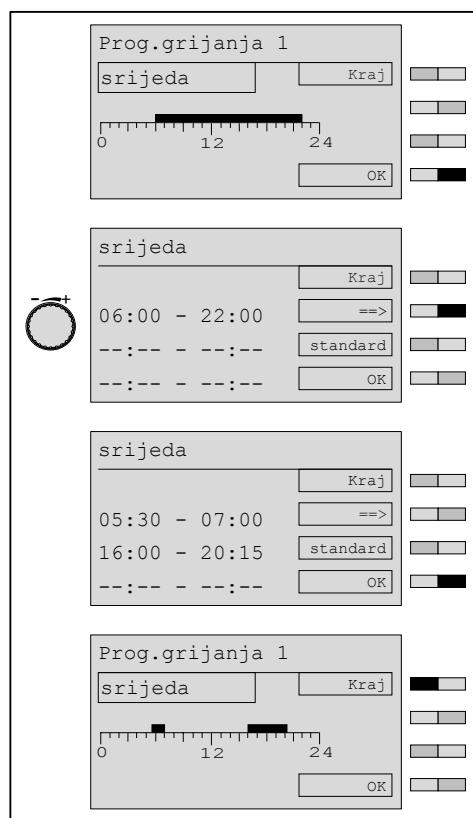 Prog.grijanja 1
srijeda Kraj
0 12 24
OK
srijeda
Kraj
- +
06:00 - 22:00 ==>
--:-- - --:-- standard
--:-- - --:-- OK
srijeda
Kraj
05:30 - 07:00 ==>
16:00 - 20:15 standard
--:-- - --:-- OK
Prog.grijanja 1
srijeda Kraj
0 12 24
OK